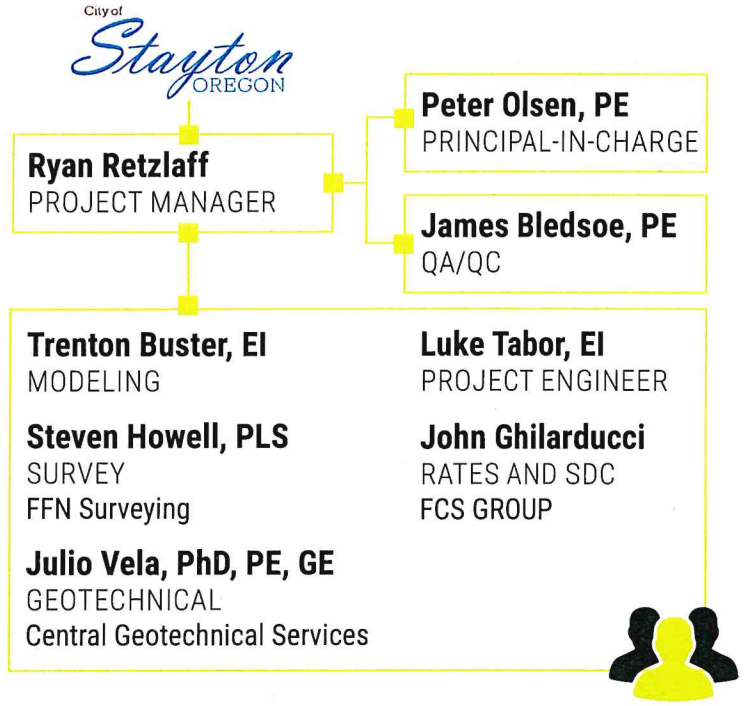 City of
Stayton
OREGON
Peter Olsen, PE
PRINCIPAL-IN-CHARGE
Ryan Retzlaff
PROJECT MANAGER
James Bledsoe, PE
QA/QC
Trenton Buster, EI
MODELING
Luke Tabor, EI
PROJECT ENGINEER
Steven Howell, PLS
SURVEY
FFN Surveying
John Ghilarducci
RATES AND SDC
FCS GROUP
Julio Vela, PhD, PE, GE
GEOTECHNICAL
Central Geotechnical Services